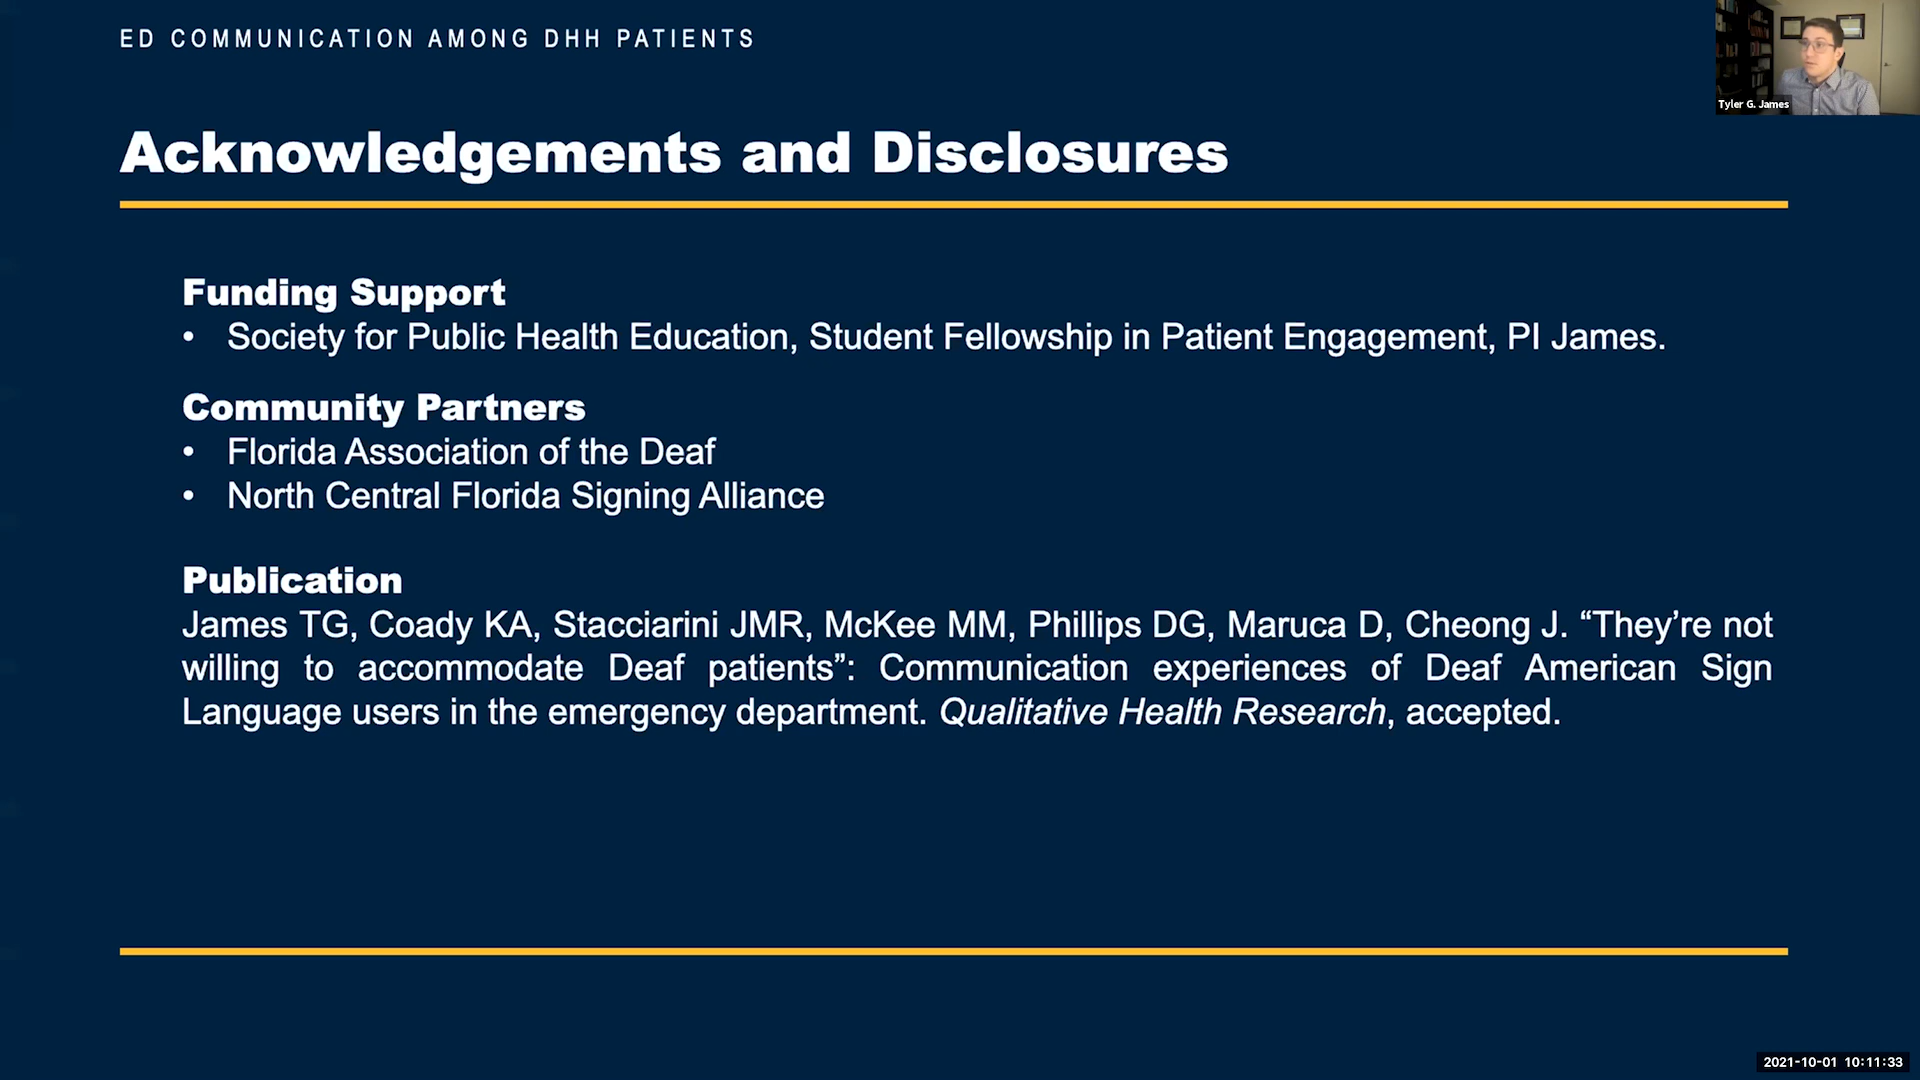 ED COMMUNICATION AMONG DHH PATIENTS
Tyler G. James
Acknowledgements and Disclosures
Funding Support
• Society for Public Health Education, Student Fellowship in Patient Engagement, PI James.
Community Partners
• Florida Association of the Deaf
• North Central Florida Signing Alliance
Publication
James TG, Coady KA, Stacciarini JMR, McKee MM, Phillips DG, Maruca D, Cheong J. “They’re not
willing to accommodate Deaf patients”: Communication experiences of Deaf American Sign
Language users in the emergency department. Qualitative Health Research, accepted.
2021-10-01 10:11:33